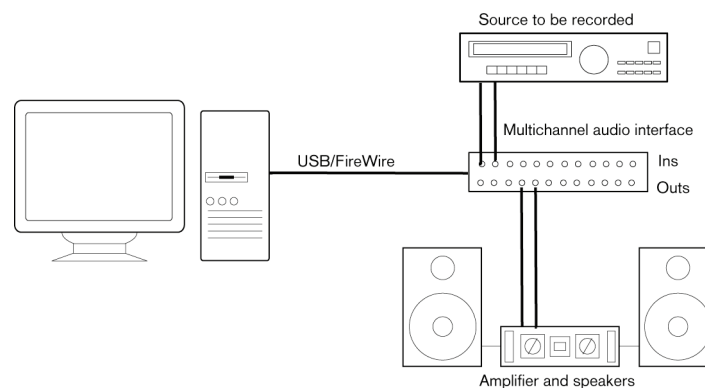 Source to be recorded
Multichannel audio interface
USB/FireWire
Ins
Outs
Amplifier and speakers